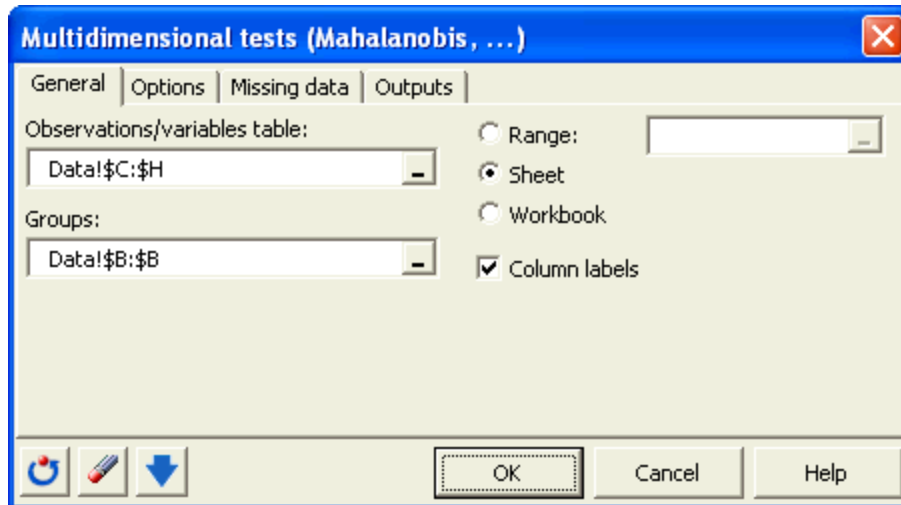 Multidimensional tests (Mahalanobis, ...)
General Options Missing data Outputs
Observations/variables table:
Data!$C:$H
Groups:
Data!$B:$B
Range:
Sheet
Workbook
Column labels
OK Cancel Help